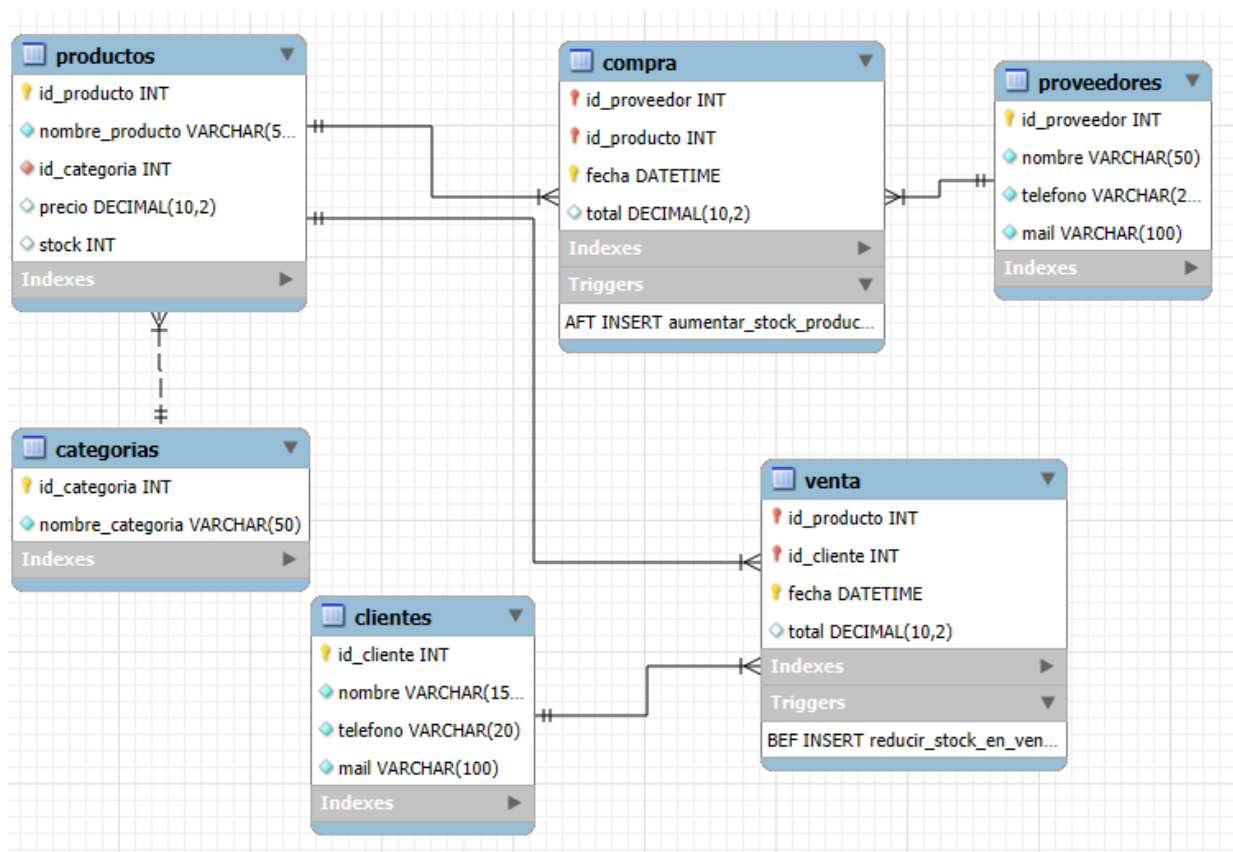 productos
id_producto INT
nombre_producto VARCHAR(5...
id_categoria INT
precio DECIMAL(10,2)
stock INT
Indexes
compra
id_proveedor INT
id_producto INT
fecha DATETIME
total DECIMAL(10,2)
Indexes
Triggers
AFT INSERT aumentar_stock_produc...
proveedores
id_proveedor INT
nombre VARCHAR(50)
telefono VARCHAR(2...
mail VARCHAR(100)
Indexes
categorias
id_categoria INT
nombre_categoria VARCHAR(50)
Indexes
clientes
id_cliente INT
nombre VARCHAR(15...
telefono VARCHAR(20)
mail VARCHAR(100)
Indexes
venta
id_producto INT
id_cliente INT
fecha DATETIME
total DECIMAL(10,2)
Indexes
Triggers
BEF INSERT reducir_stock_en_ven...